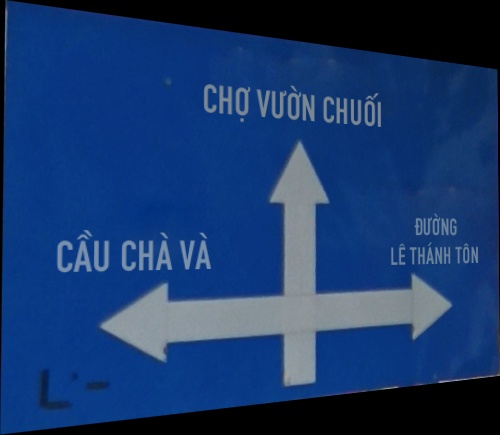 CHỢ VƯỜN CHUỐI
CẦU CHÀ VÀ
ĐƯỜNG
LÊ THÁNH TÔN